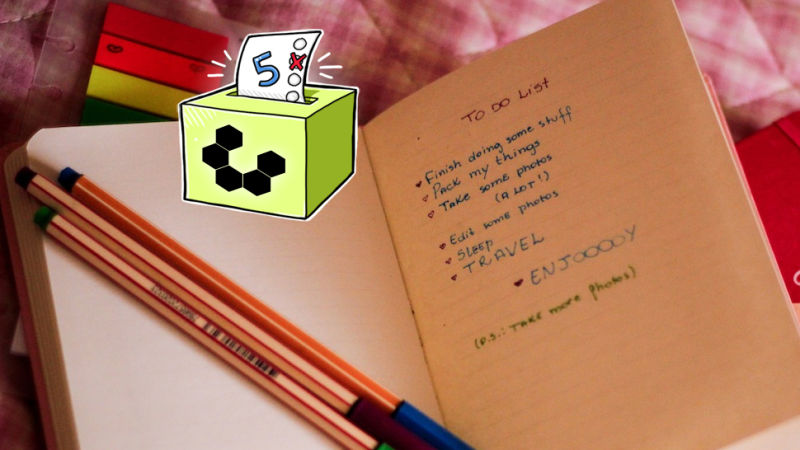 5
TO DO LIST
Finish doing some stuff
Pack my things
Take some photos
(A LOT!)
Edit some photos
SLEEP
TRAVEL
ENJOOOOY
(P.S.: TAKE more photos)